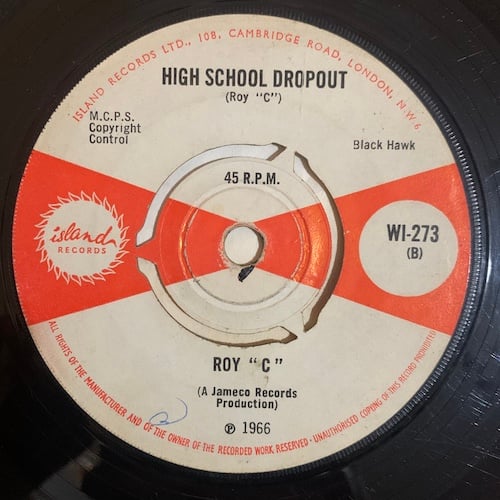 ISLAND RECORDS LTD., 108, CAMBRIDGE ROAD, LONDON, N.W.6
HIGH SCHOOL DROPOUT
(Roy "C")
M.C.P.S.
Copyright
Control
Black Hawk
45 R.P.M.
island
RECORDS
WI-273
(B)
ROY "C"
(A Jameco Records
Production)
℗ 1966
ALL RIGHTS OF THE MANUFACTURER AND OF THE OWNER OF THE RECORDED WORK RESERVED - UNAUTHORISED COPYING OF THIS RECORD PROHIBITED